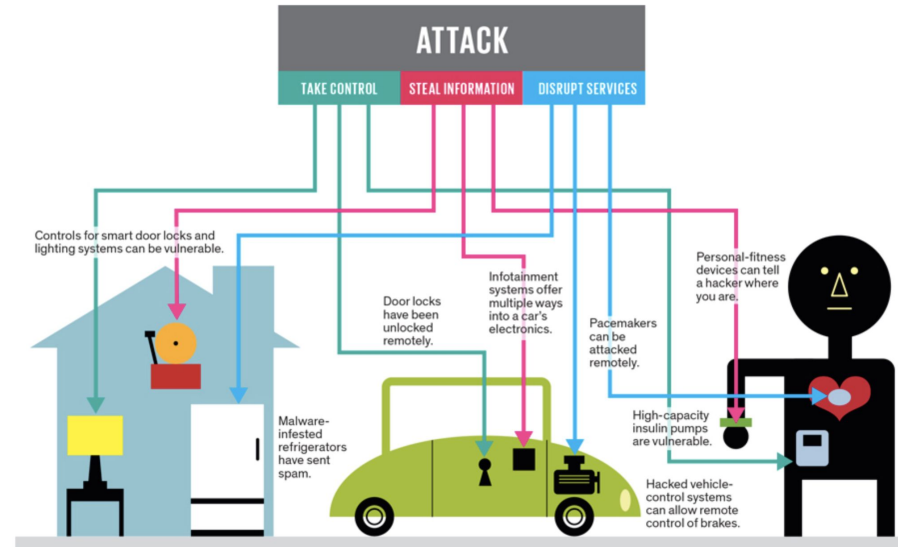 ATTACK
TAKE CONTROL
STEAL INFORMATION
DISRUPT SERVICES
Controls for smart door locks and
lighting systems can be vulnerable.
Door locks
have been
unlocked
remotely.
Infotainment
systems offer
multiple ways
into a car's
electronics.
Pacemakers
can be
attacked
remotely.
Personal-fitness
devices can tell
a hacker where
you are.
Malware-
infested
refrigerators
have sent
spam.
High-capacity
insulin pumps
are vulnerable.
Hacked vehicle-
control systems
can allow remote
control of brakes.